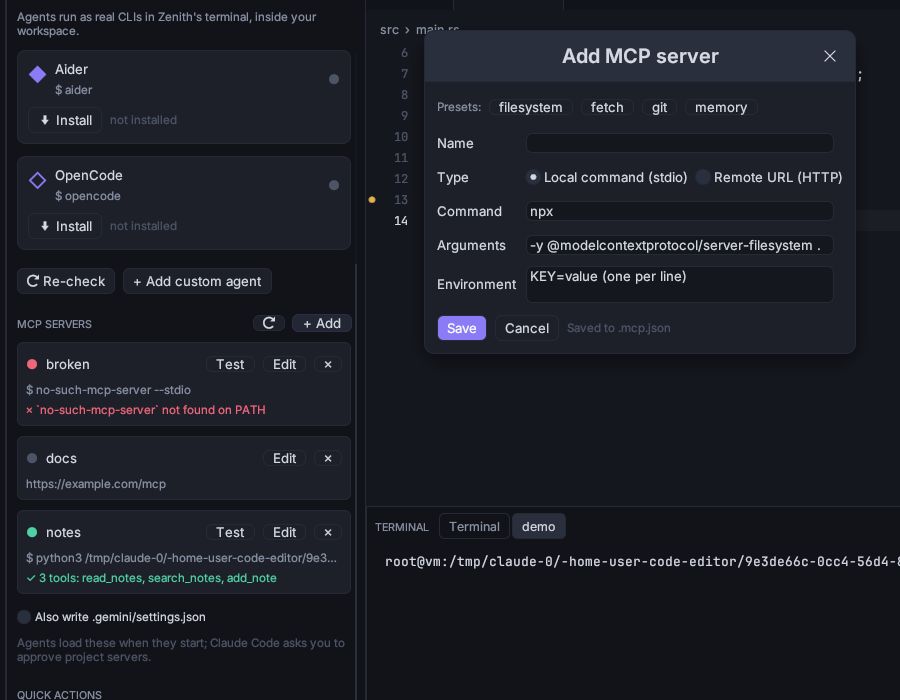 Agents run as real CLIs in Zenith's terminal, inside your
workspace.
Aider
$ aider
Install
not installed
OpenCode
$ opencode
Install
not installed
Re-check
+ Add custom agent
MCP SERVERS
+ Add
broken
Test
Edit
×
$ no-such-mcp-server --stdio
× `no-such-mcp-server` not found on PATH
docs
Edit
×
https://example.com/mcp
notes
Test
Edit
×
$ python3 /tmp/claude-0/-home-user-code-editor/9e3...
✓ 3 tools: read_notes, search_notes, add_note
Also write .gemini/settings.json
Agents load these when they start; Claude Code asks you to
approve project servers.
QUICK ACTIONS
src › main.rs
6
7
;
8
9
10
11
12
13
14
Add MCP server
×
Presets:
filesystem
fetch
git
memory
Name
Type
Local command (stdio)
Remote URL (HTTP)
Command
npx
Arguments
-y @modelcontextprotocol/server-filesystem .
Environment
KEY=value (one per line)
Save
Cancel
Saved to .mcp.json
TERMINAL
Terminal
demo
root@vm:/tmp/claude-0/-home-user-code-editor/9e3de66c-0cc4-56d4-8